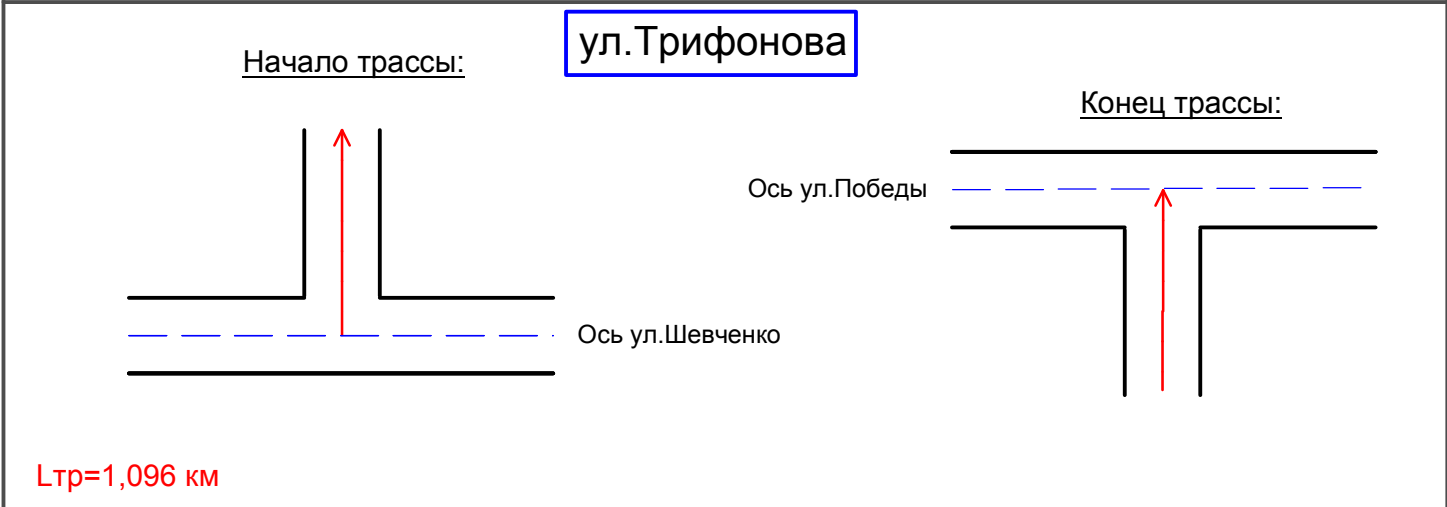 ул.Трифонова
Начало трассы:
Конец трассы:
Ось ул.Победы
Ось ул.Шевченко
Lтр=1,096 км